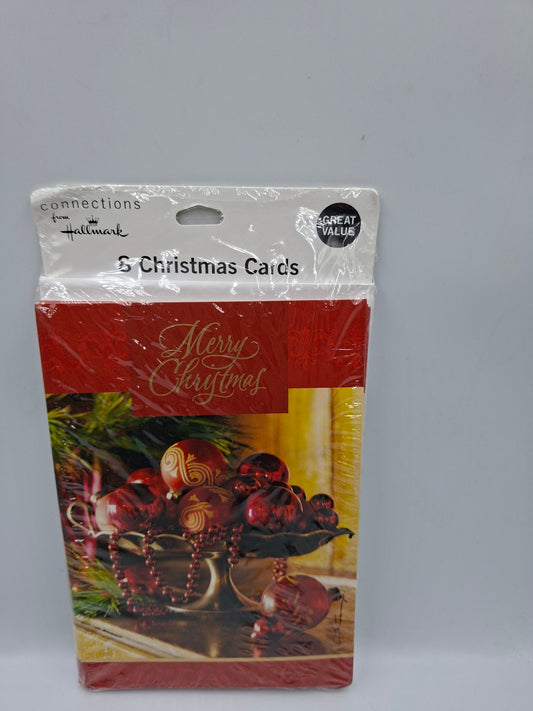 connections
from
Hallmark
GREAT
VALUE
6 Christmas Cards
Merry
Christmas